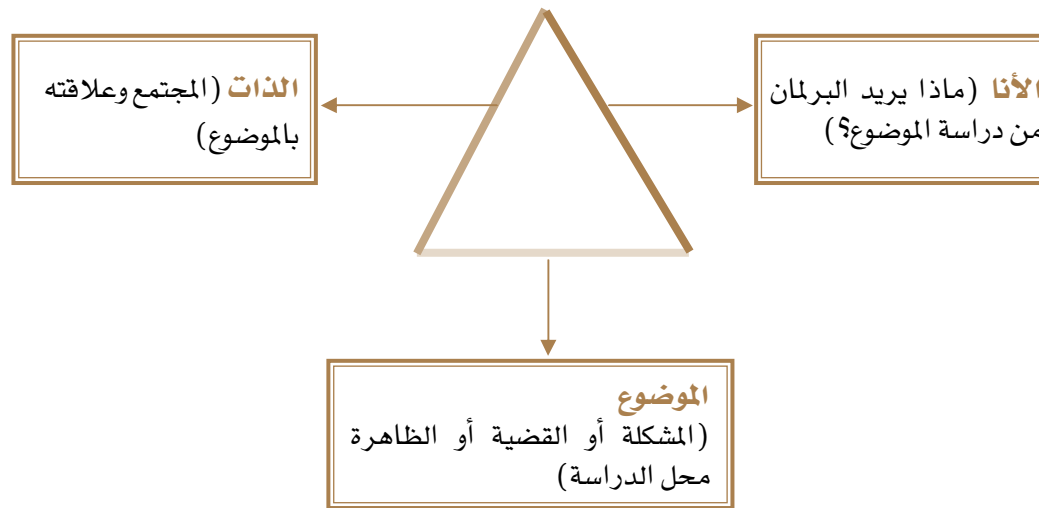 الأنا (ماذا يريد البرلمان
من دراسة الموضوع؟)
الذات (المجتمع وعلاقته
بالموضوع)
الموضوع
(المشكلة أو القضية أو الظاهرة
محل الدراسة)